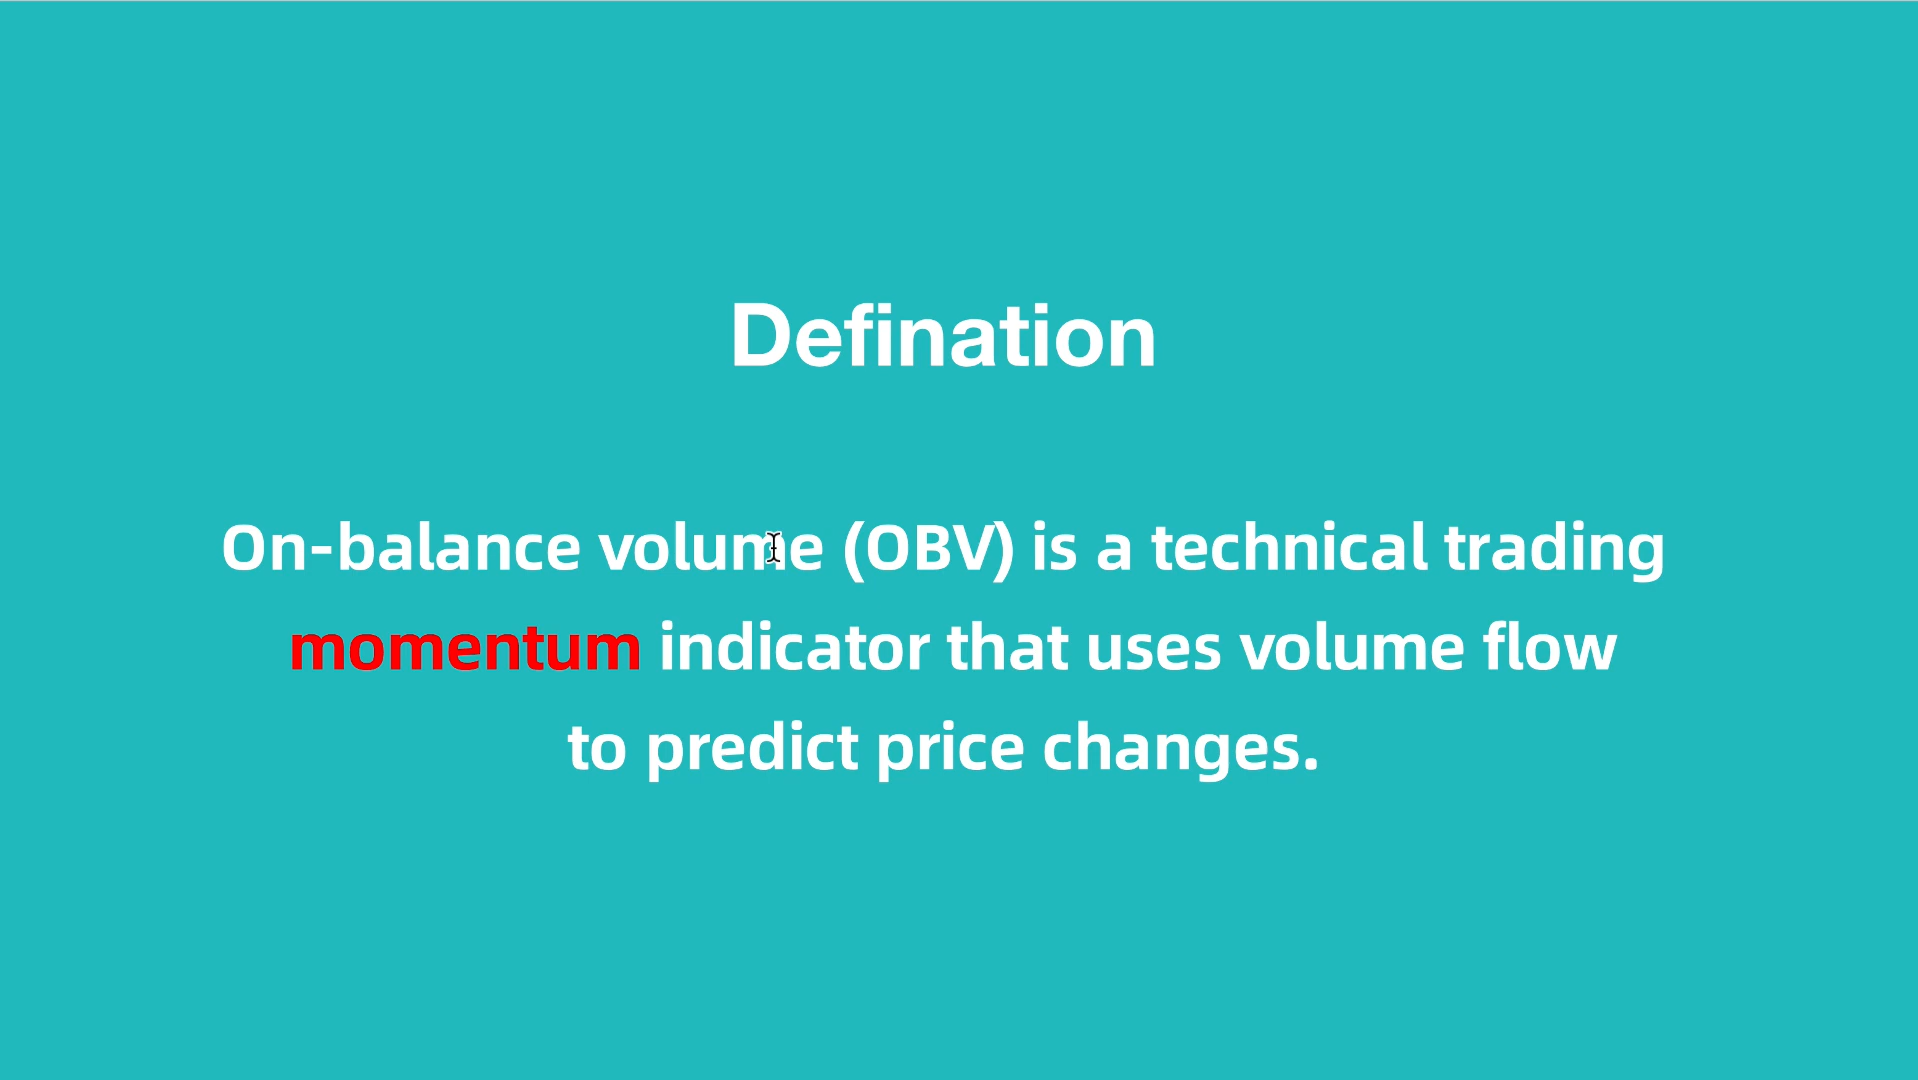 Defination
On-balance volume (OBV) is a technical trading
momentum indicator that uses volume flow
to predict price changes.